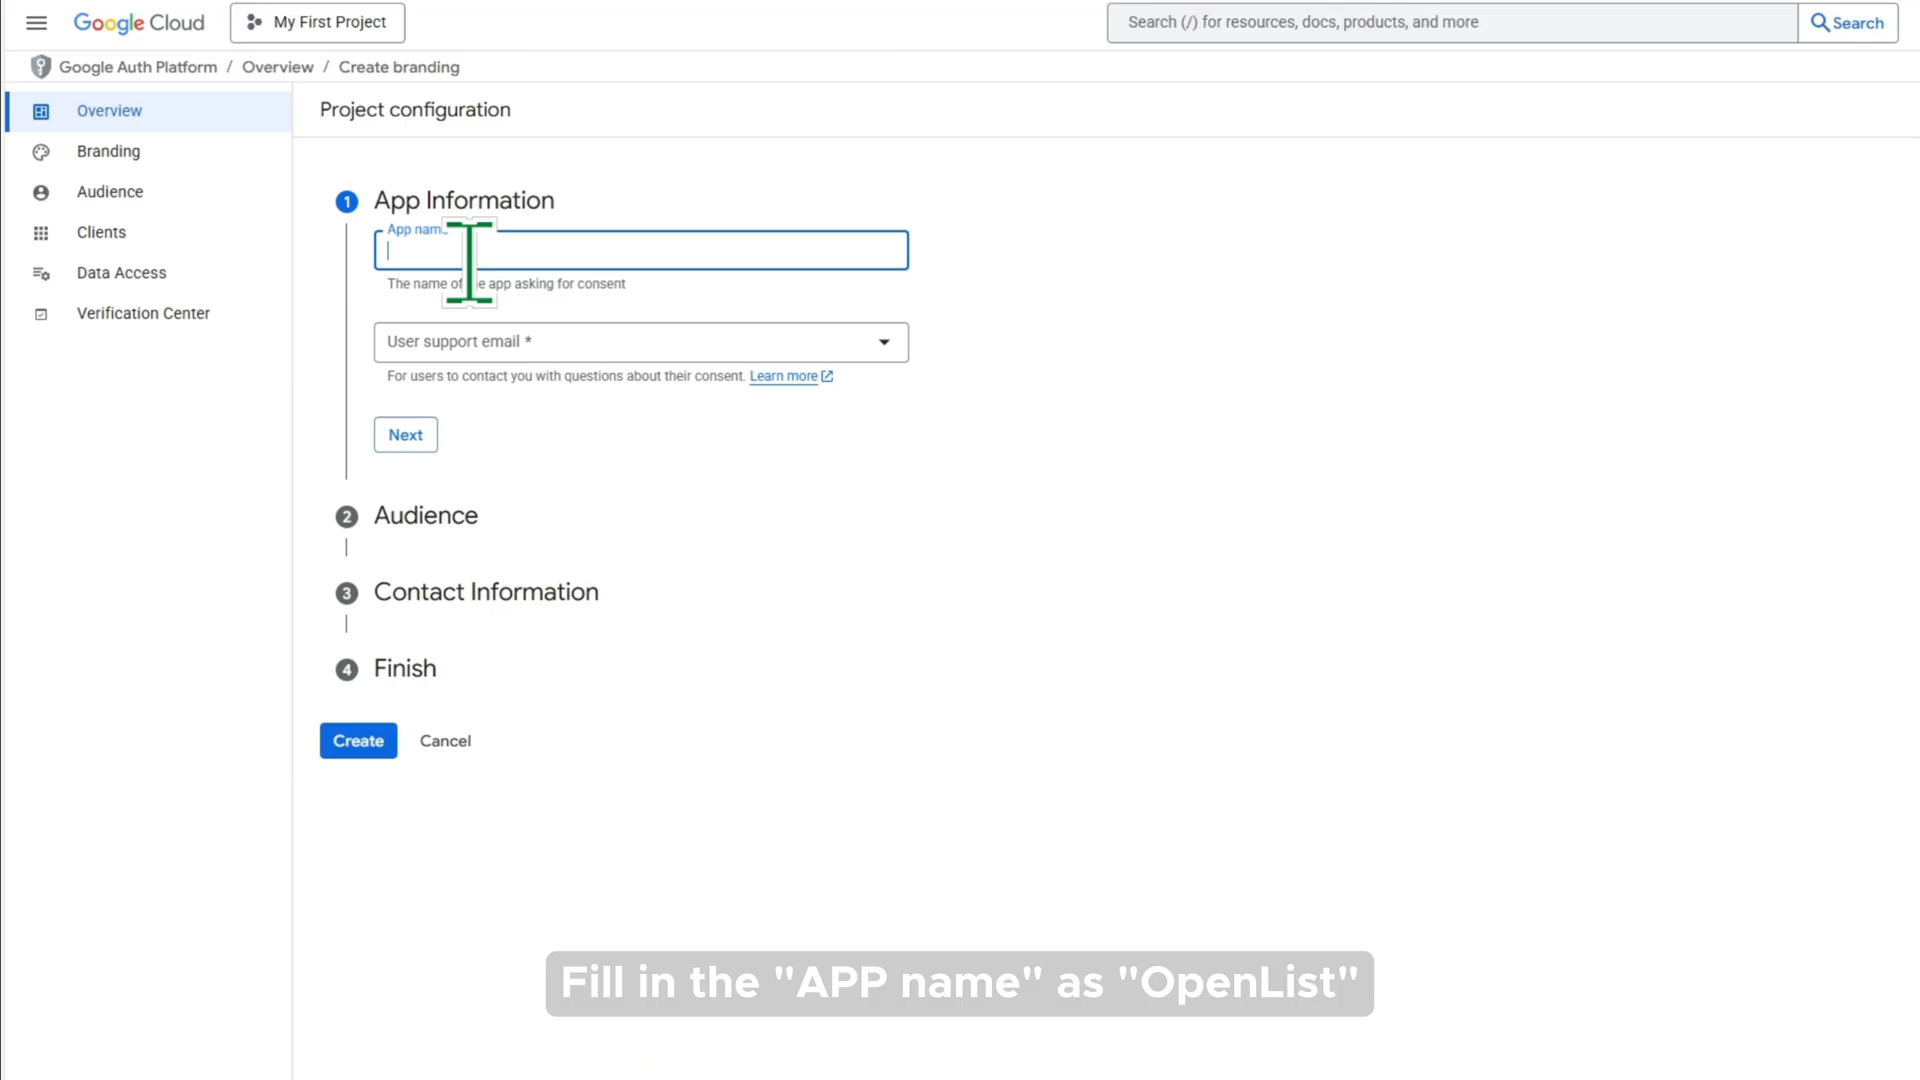 Google Cloud
My First Project
Search (/) for resources, docs, products, and more
Search
Google Auth Platform / Overview / Create branding
Overview
Branding
Audience
Clients
Data Access
Verification Center
Project configuration
1 App Information
App name
The name of the app asking for consent
User support email *
For users to contact you with questions about their consent. Learn more
Next
2 Audience
3 Contact Information
4 Finish
Create
Cancel
Fill in the "APP name" as "OpenList"